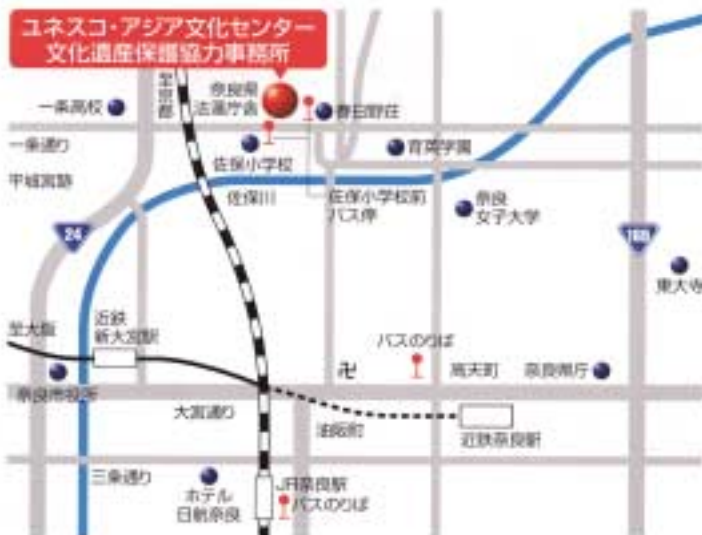 ユネスコ・アジア文化センター
文化遺産保護協力事務所
至京都
奈良県
法蓮庁舎
春日野荘
一条高校
一条通り
佐保小学校
育英学園
平城宮跡
佐保川
佐保小学校前
バス停
奈良
女子大学
24
169
東大寺
至大阪
近鉄
新大宮駅
バスのりば
高天町
奈良県庁
卍
奈良市役所
大宮通り
油阪町
近鉄奈良駅
三条通り
ホテル
日航奈良
JR奈良駅
バスのりば